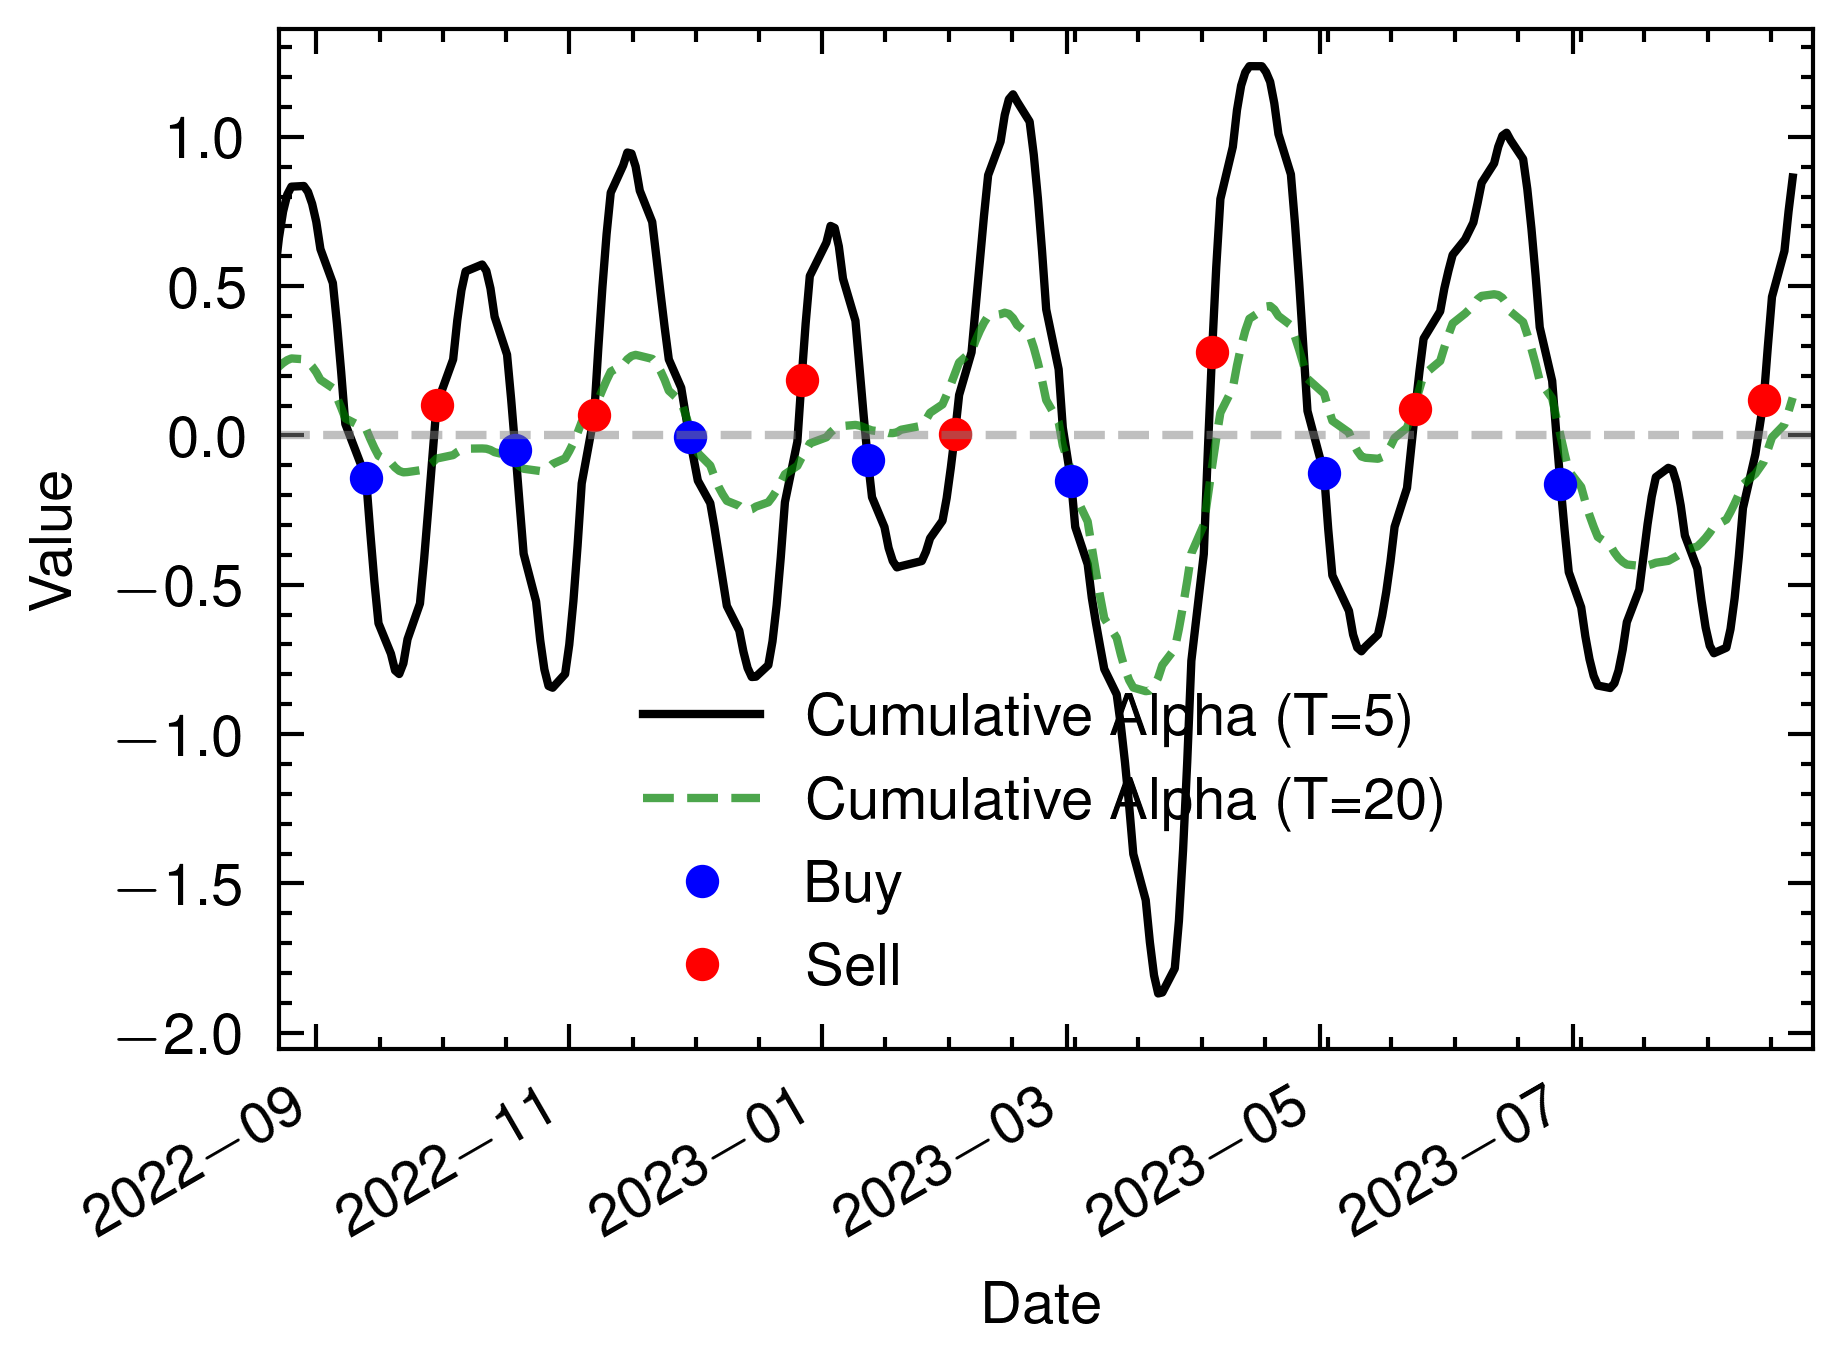 1.0
0.5
0.0
−0.5
−1.0
−1.5
−2.0
Value
Cumulative Alpha (T=5)
Cumulative Alpha (T=20)
Buy
Sell
2022−09
2022−11
2023−01
2023−03
2023−05
2023−07
Date